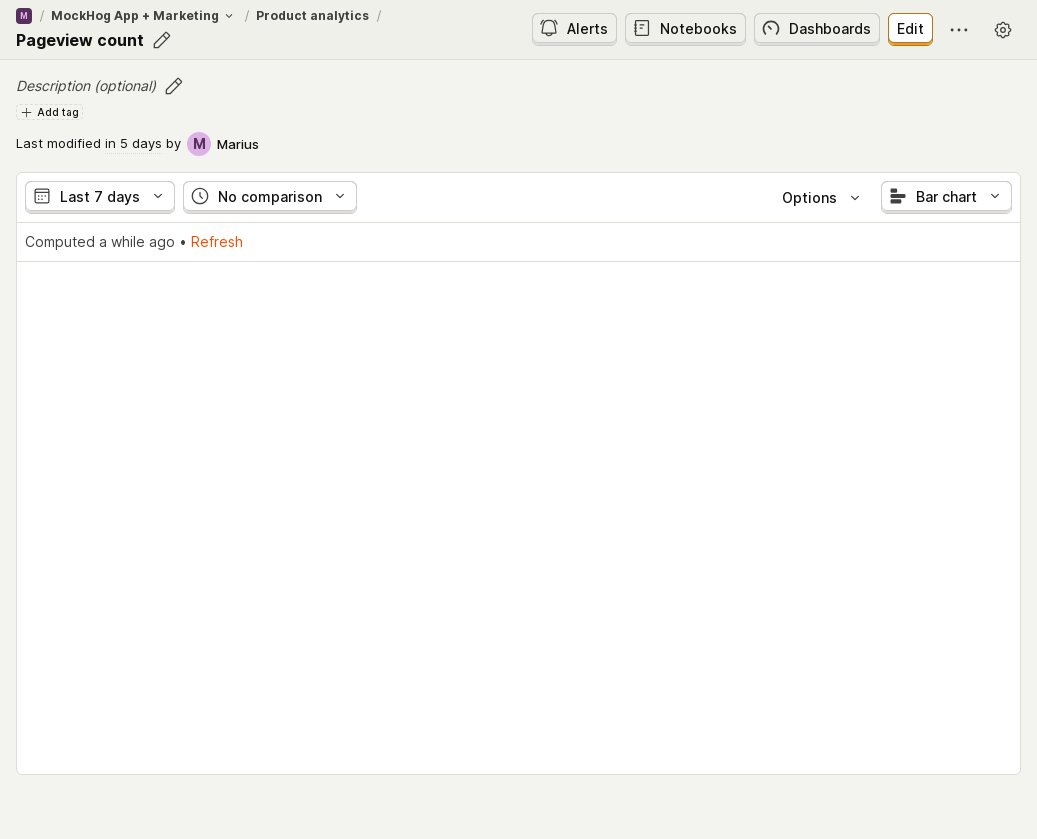 M / MockHog App + Marketing / Product analytics /
Pageview count
Alerts
Notebooks
Dashboards
Edit
Description (optional)
Add tag
Last modified in 5 days by M Marius
Last 7 days
No comparison
Options
Bar chart
Computed a while ago • Refresh